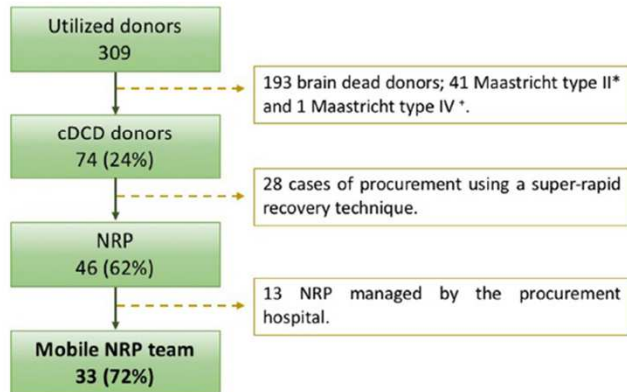 Utilized donors
309
193 brain dead donors; 41 Maastricht type II*
and 1 Maastricht type IV ⁺.
cDCD donors
74 (24%)
28 cases of procurement using a super-rapid
recovery technique.
NRP
46 (62%)
13 NRP managed by the procurement
hospital.
Mobile NRP team
33 (72%)